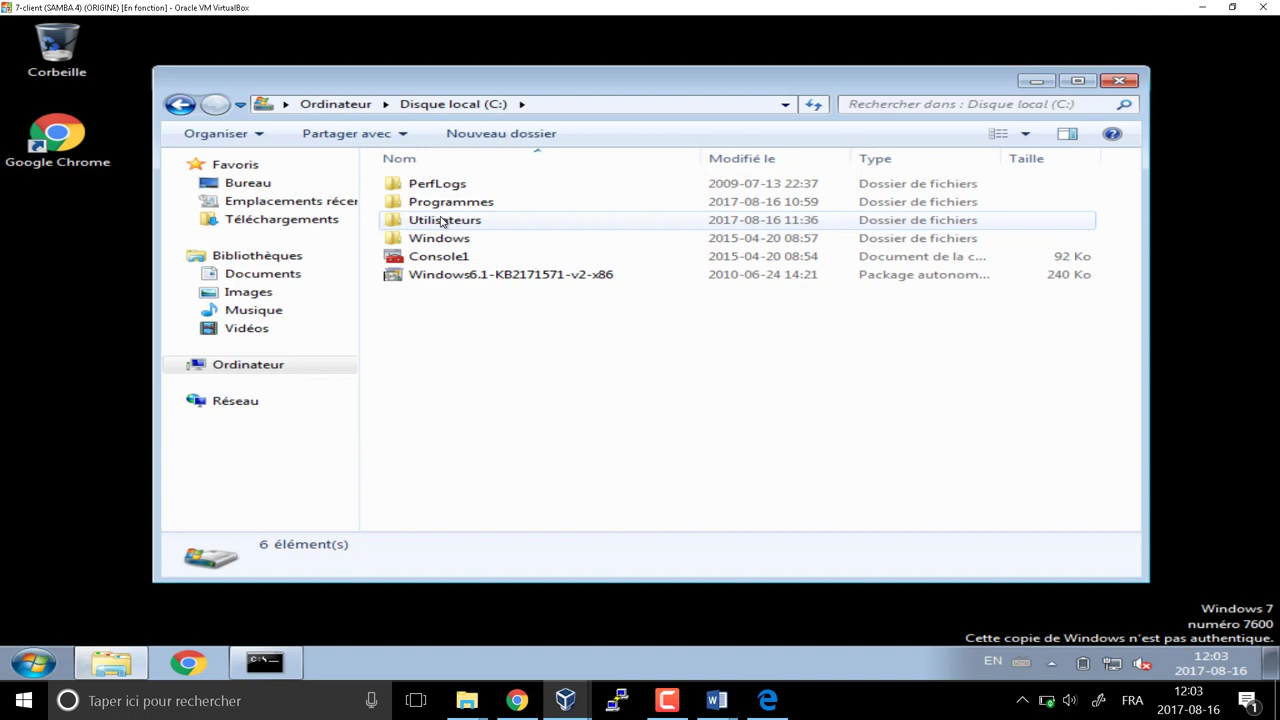 7-client (SAMBA 4) (ORIGINE) [En fonction] - Oracle VM VirtualBox
Corbeille
Google Chrome
Ordinateur Disque local (C:)
Rechercher dans : Disque local (C:)
Organiser Partager avec Nouveau dossier
Favoris
Bureau
Emplacements récer
Téléchargements
Bibliothèques
Documents
Images
Musique
Vidéos
Ordinateur
Réseau
Nom Modifié le Type Taille
PerfLogs 2009-07-13 22:37 Dossier de fichiers
Programmes 2017-08-16 10:59 Dossier de fichiers
Utilisateurs 2017-08-16 11:36 Dossier de fichiers
Windows 2015-04-20 08:57 Dossier de fichiers
Console1 2015-04-20 08:54 Document de la c... 92 Ko
Windows6.1-KB2171571-v2-x86 2010-06-24 14:21 Package autonom... 240 Ko
6 élément(s)
Windows 7
numéro 7600
Cette copie de Windows n'est pas authentique.
C:\
EN
12:03
2017-08-16
Taper ici pour rechercher
FRA
12:03
2017-08-16
1